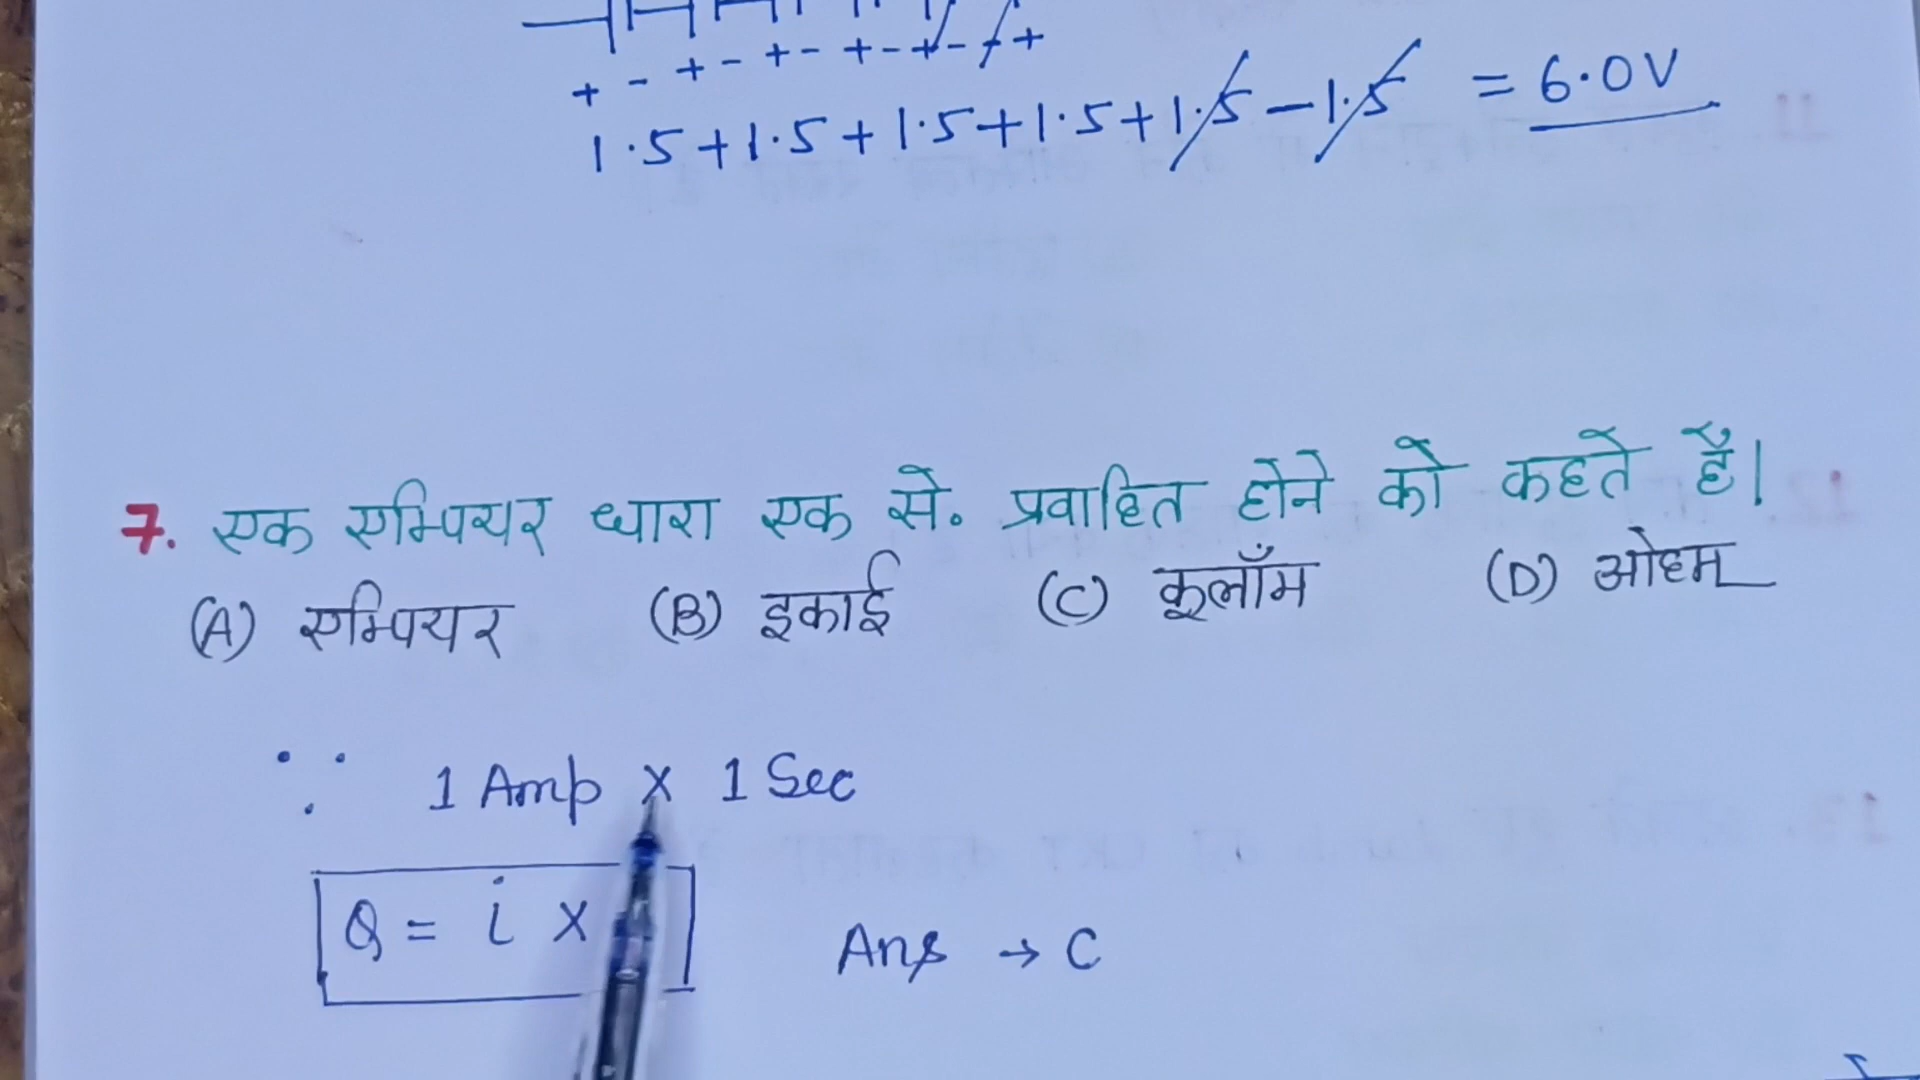 + - + - + - + - + - + +
1.5 + 1.5 + 1.5 + 1.5 + 1.5 - 1.5 = 6.0V
7. एक एम्पियर धारा एक से. प्रवाहित होने को कहते हैं।
(A) एम्पियर (B) इकाई (C) कूलॉम (D) ओहम
∵ 1 Amp x 1 Sec
Q = i x
Ans → C